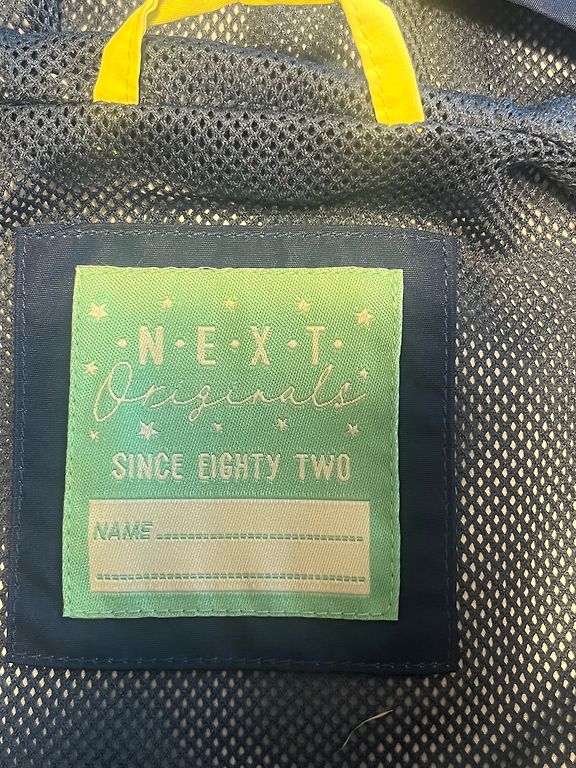 ·N·E·X·T·
Originals
SINCE EIGHTY TWO
NAME